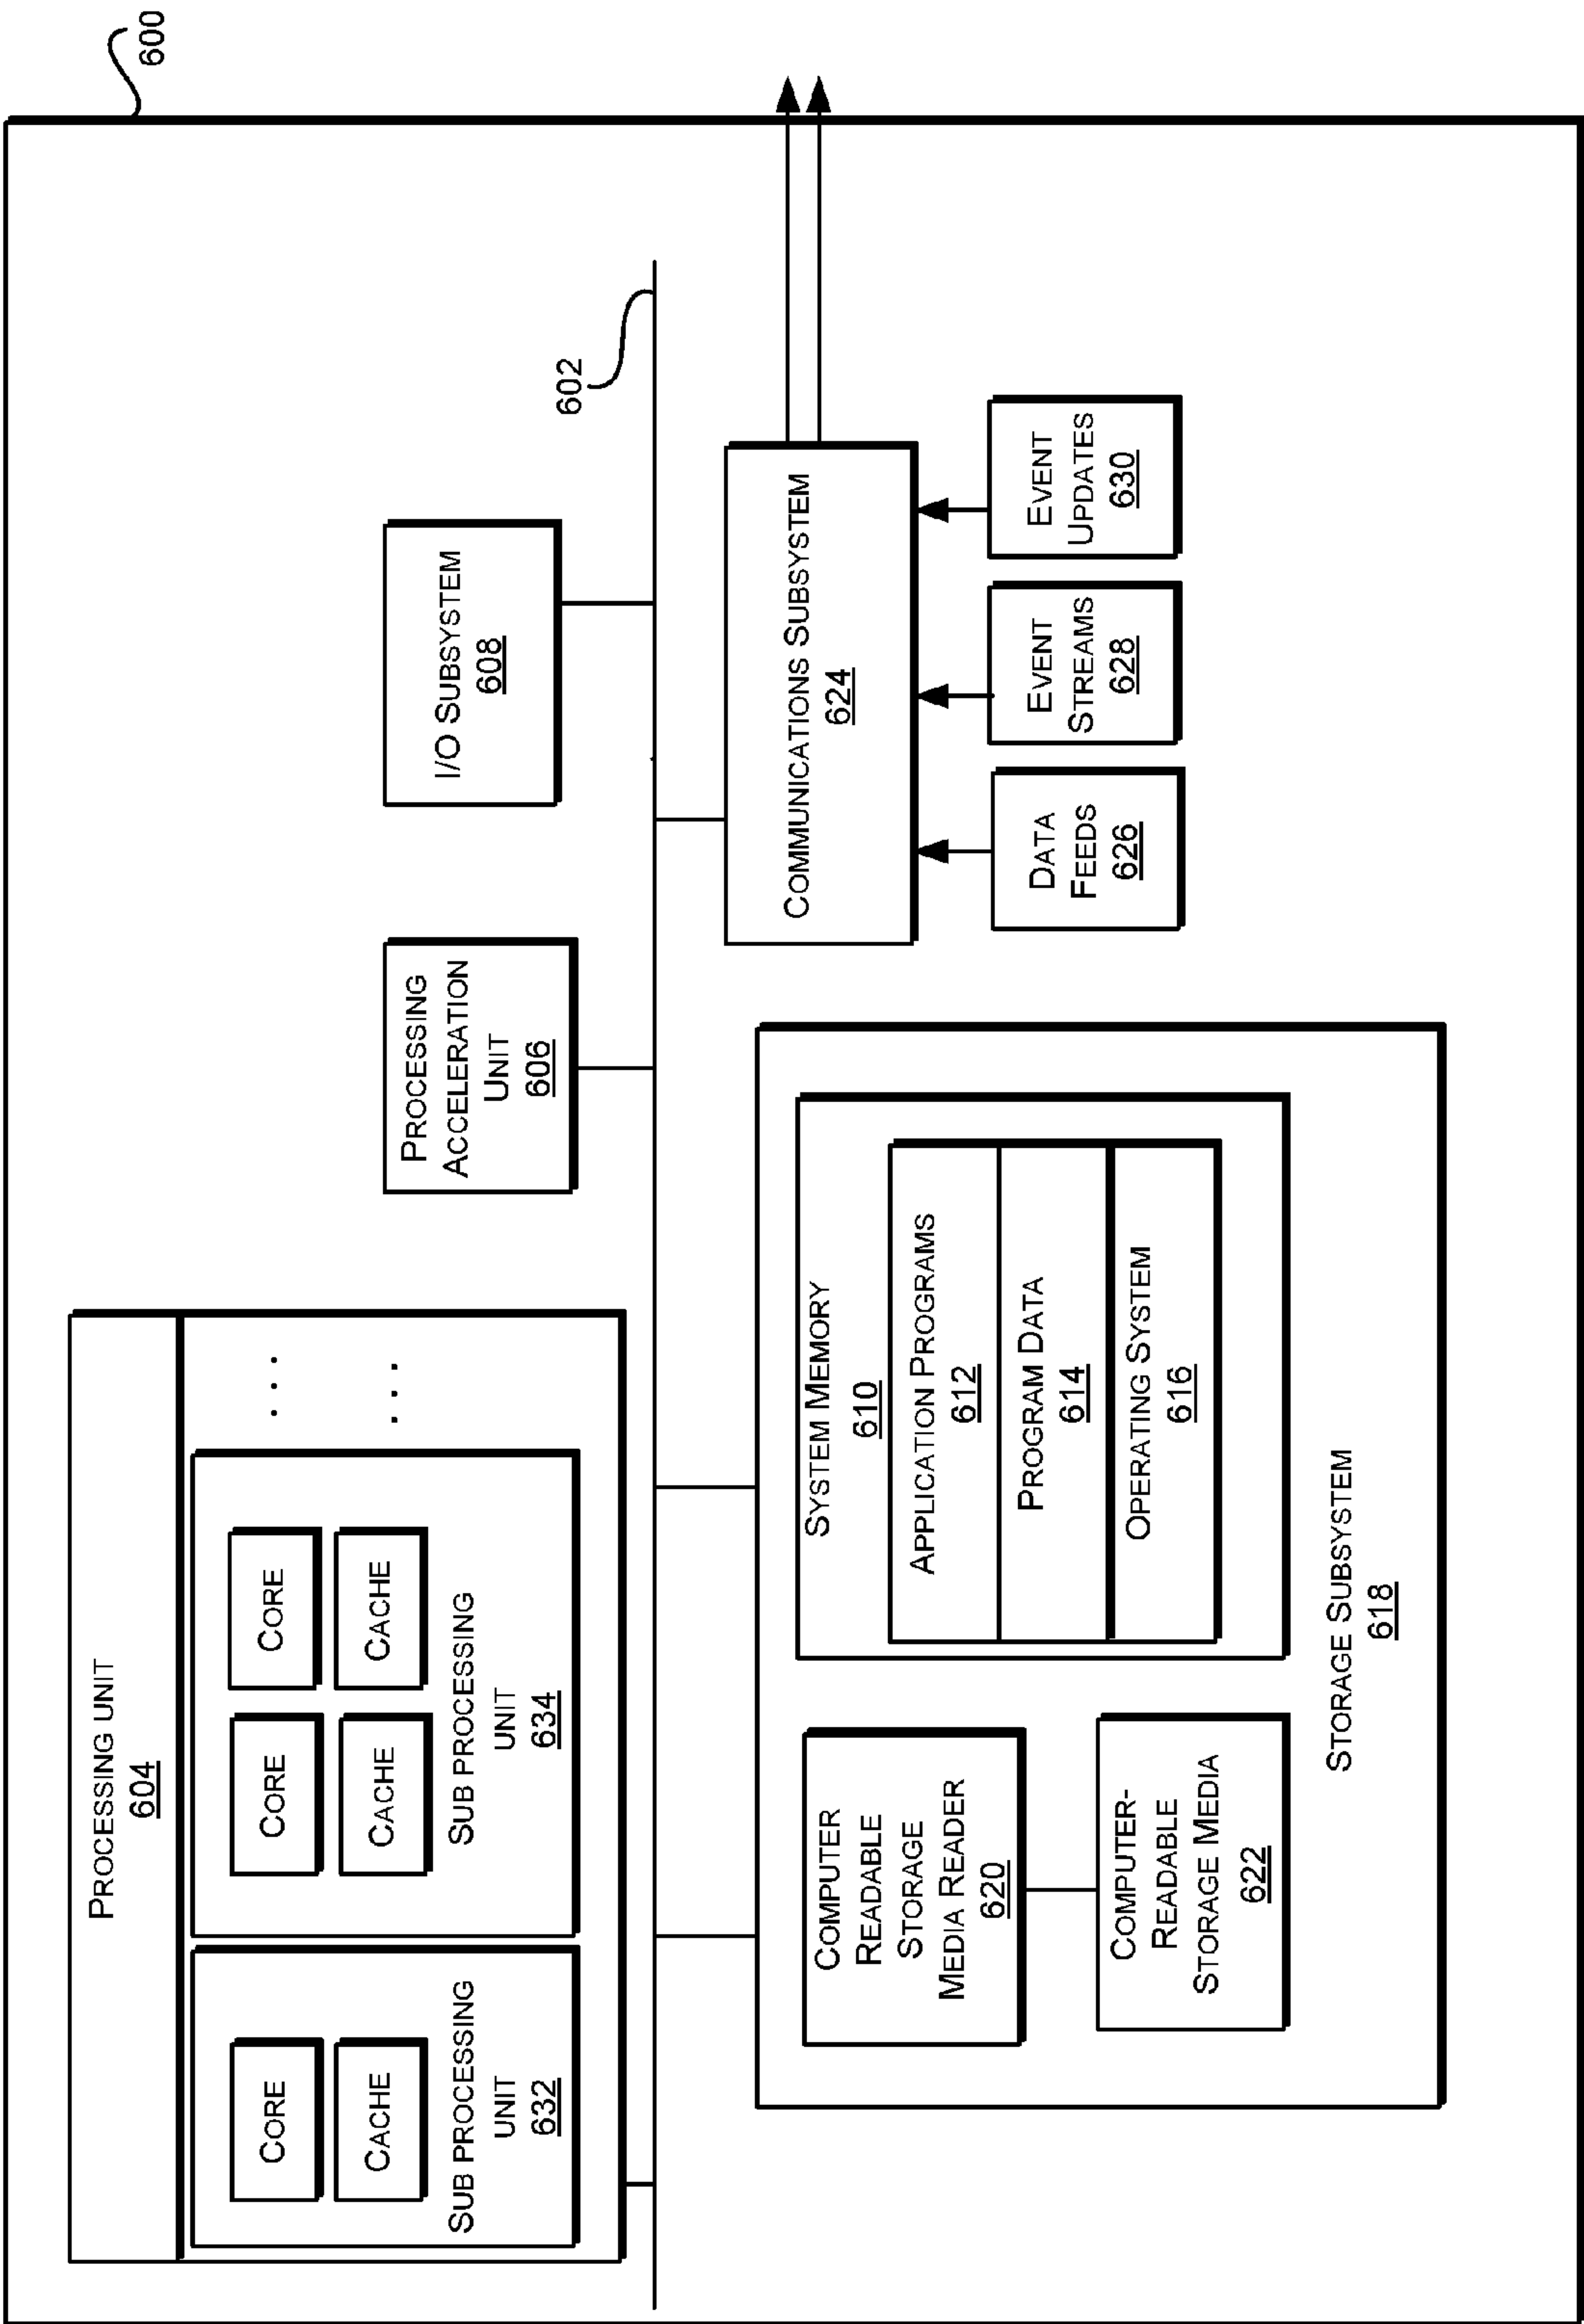 600
PROCESSING UNIT
604
CORE
CACHE
SUB PROCESSING
UNIT
632
CORE
CORE
CACHE
CACHE
SUB PROCESSING
UNIT
634
. . .
. . .
PROCESSING
ACCELERATION
UNIT
606
I/O SUBSYSTEM
608
602
COMPUTER
READABLE
STORAGE
MEDIA READER
620
COMPUTER-
READABLE
STORAGE MEDIA
622
SYSTEM MEMORY
610
APPLICATION PROGRAMS
612
PROGRAM DATA
614
OPERATING SYSTEM
616
STORAGE SUBSYSTEM
618
COMMUNICATIONS SUBSYSTEM
624
DATA
FEEDS
626
EVENT
STREAMS
628
EVENT
UPDATES
630